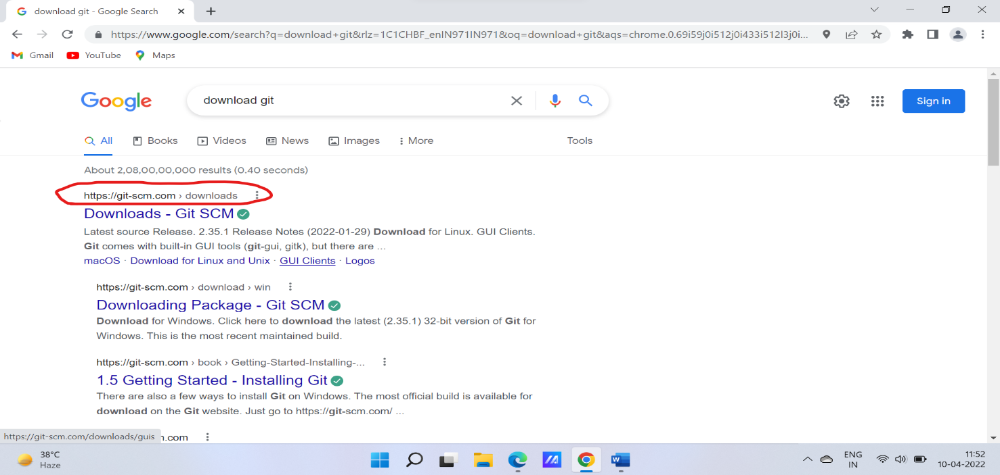 download git - Google Search
https://www.google.com/search?q=download+git&rlz=1C1CHBF_enIN971IN971&oq=download+git&aqs=chrome.0.69i59j0i512j0i433i512l3j0i...
Gmail YouTube Maps
Google download git Sign in
All Books Videos News Images More Tools
About 2,08,00,00,000 results (0.40 seconds)
https://git-scm.com › downloads
Downloads - Git SCM
Latest source Release. 2.35.1 Release Notes (2022-01-29) Download for Linux. GUI Clients.
Git comes with built-in GUI tools (git-gui, gitk), but there are ...
macOS · Download for Linux and Unix · GUI Clients · Logos
https://git-scm.com › download › win
Downloading Package - Git SCM
Download for Windows. Click here to download the latest (2.35.1) 32-bit version of Git for
Windows. This is the most recent maintained build.
https://git-scm.com › book › Getting-Started-Installing-...
1.5 Getting Started - Installing Git
There are also a few ways to install Git on Windows. The most official build is available for
download on the Git website. Just go to https://git-scm.com/ ...
https://git-scm.com/downloads/guis n.com
38°C
Haze
W
ENG
IN
11:52
10-04-2022